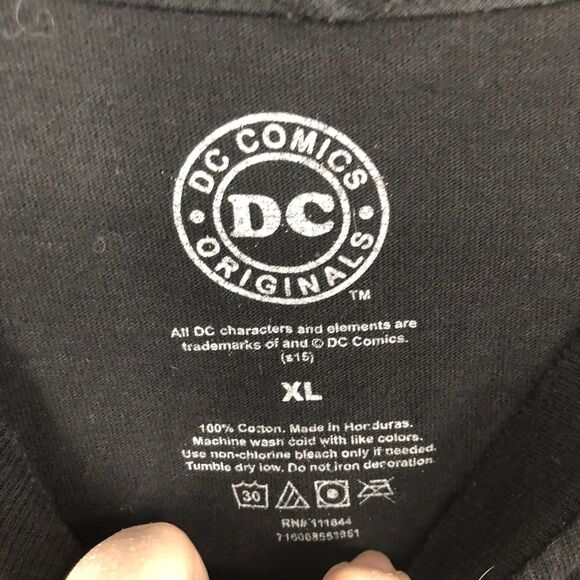 DC COMICS
DC
ORIGINALS
TM
All DC characters and elements are
trademarks of and © DC Comics.
(s15)
XL
100% Cotton. Made in Honduras.
Machine wash cold with like colors.
Use non-chlorine bleach only if needed.
Tumble dry low. Do not iron decoration.
30
RN# 111644